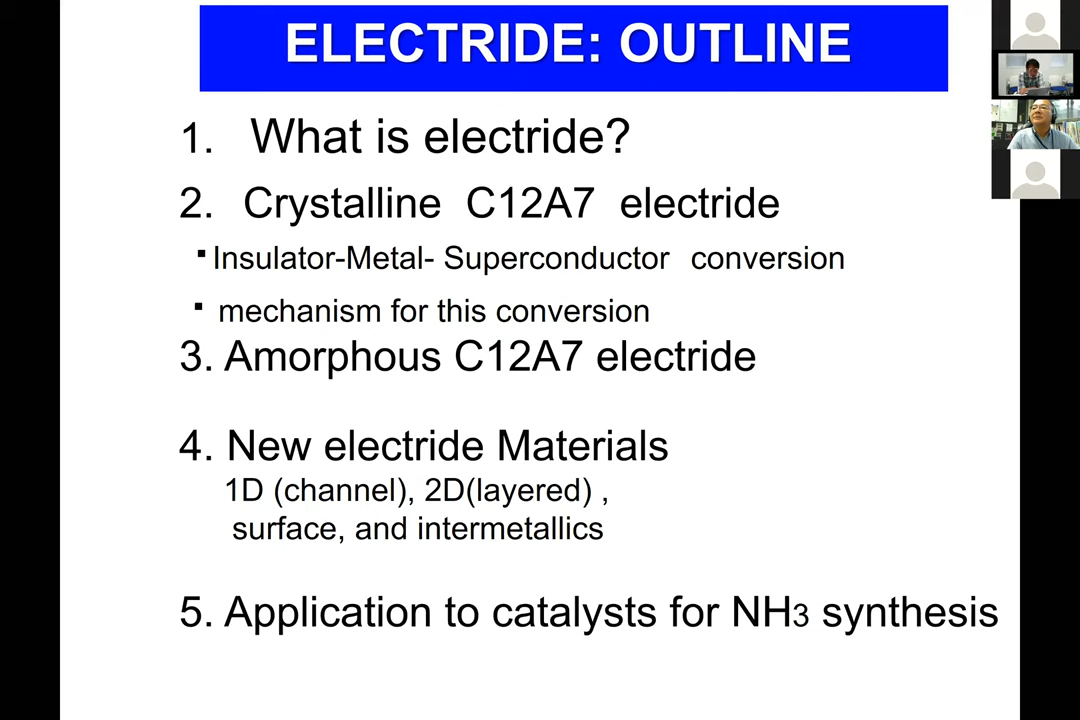 ELECTRIDE: OUTLINE
1. What is electride?
2. Crystalline C12A7 electride
▪ Insulator-Metal- Superconductor conversion
▪ mechanism for this conversion
3. Amorphous C12A7 electride
4. New electride Materials
1D (channel), 2D(layered) ,
surface, and intermetallics
5. Application to catalysts for NH3 synthesis